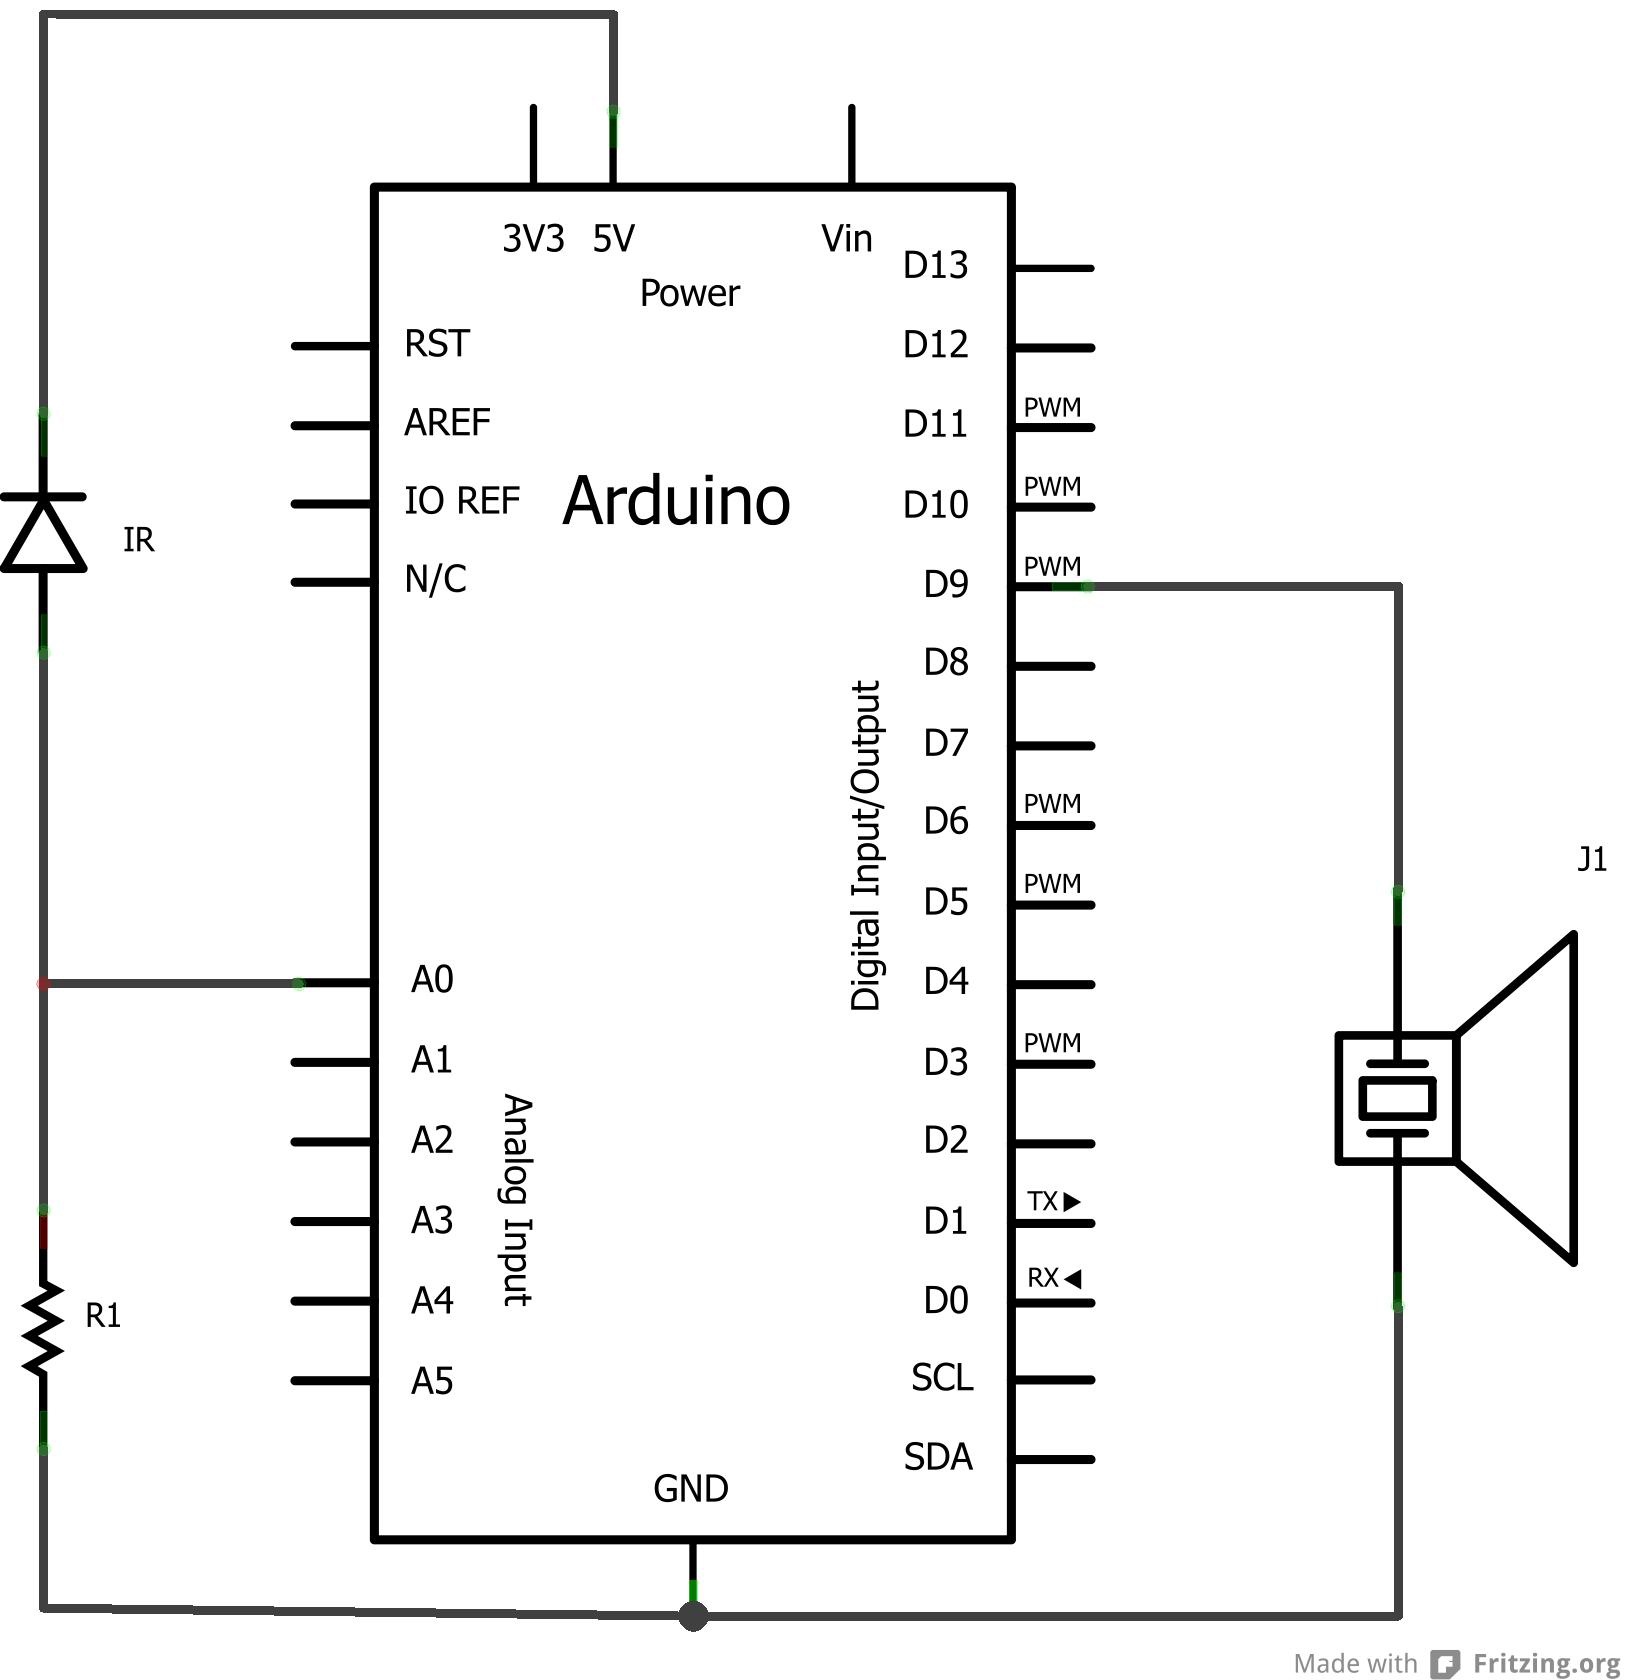 3V3 5V Vin
Power
D13
RST
D12
AREF
D11 PWM
IO REF
Arduino
D10 PWM
IR
N/C
D9 PWM
D8
Digital Input/Output
D7
D6 PWM
J1
D5 PWM
A0
D4
A1
D3 PWM
Analog Input
A2
D2
A3
D1 TX
A4
D0 RX
R1
A5
SCL
SDA
GND
Made with Fritzing.org